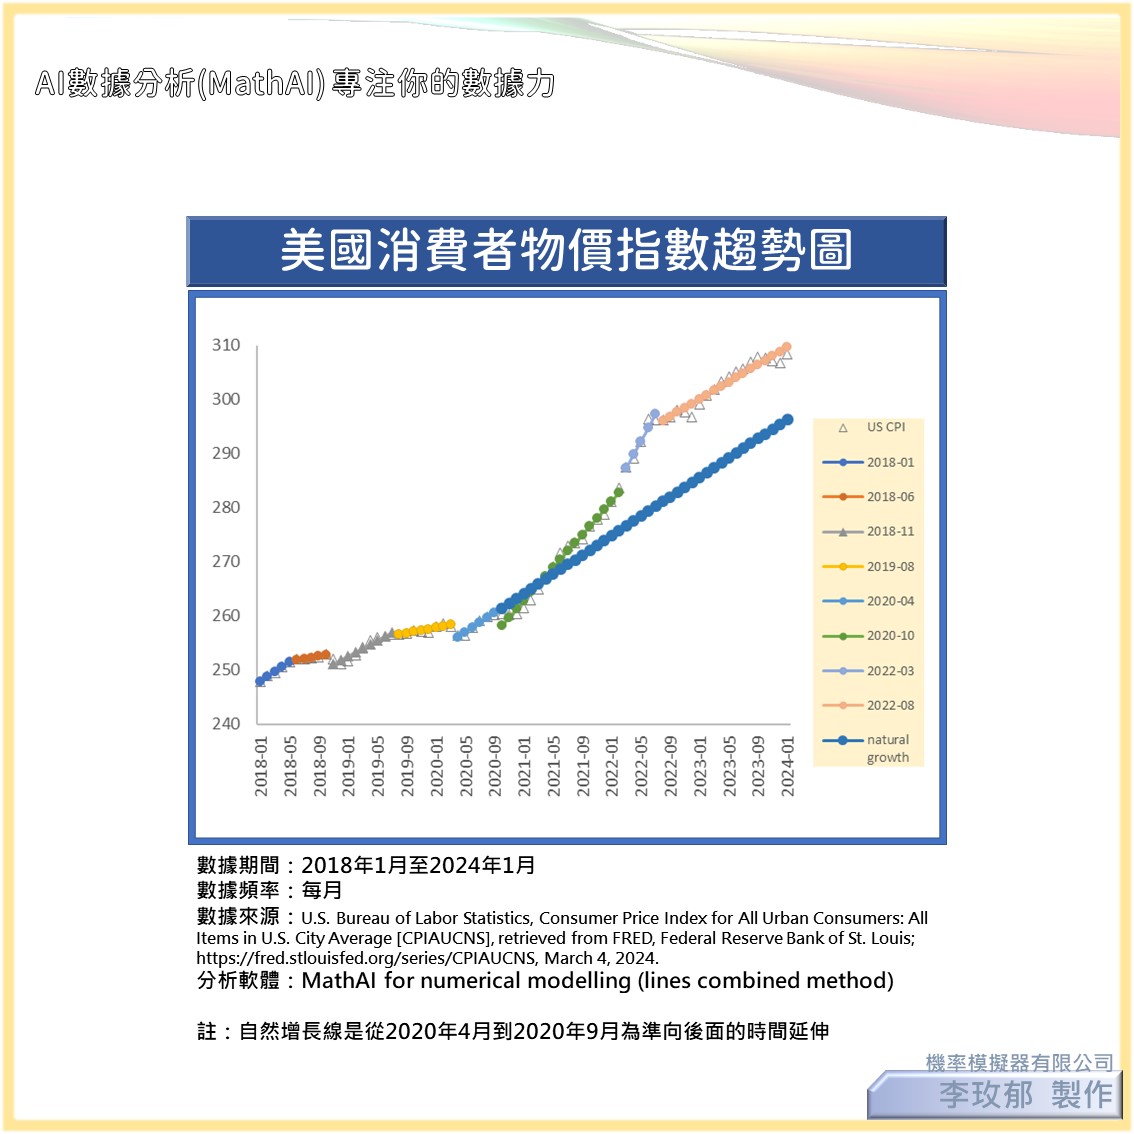 AI數據分析(MathAI) 專注你的數據力
美國消費者物價指數趨勢圖
310
300
290
280
270
260
250
240
2018-01
2018-05
2018-09
2019-01
2019-05
2019-09
2020-01
2020-05
2020-09
2021-01
2021-05
2021-09
2022-01
2022-05
2022-09
2023-01
2023-05
2023-09
2024-01
US CPI
2018-01
2018-06
2018-11
2019-08
2020-04
2020-10
2022-03
2022-08
natural
growth
數據期間：2018年1月至2024年1月
數據頻率：每月
數據來源：U.S. Bureau of Labor Statistics, Consumer Price Index for All Urban Consumers: All
Items in U.S. City Average [CPIAUCNS], retrieved from FRED, Federal Reserve Bank of St. Louis;
https://fred.stlouisfed.org/series/CPIAUCNS, March 4, 2024.
分析軟體：MathAI for numerical modelling (lines combined method)
註：自然增長線是從2020年4月到2020年9月為準向後面的時間延伸
機率模擬器有限公司
李玫郁 製作